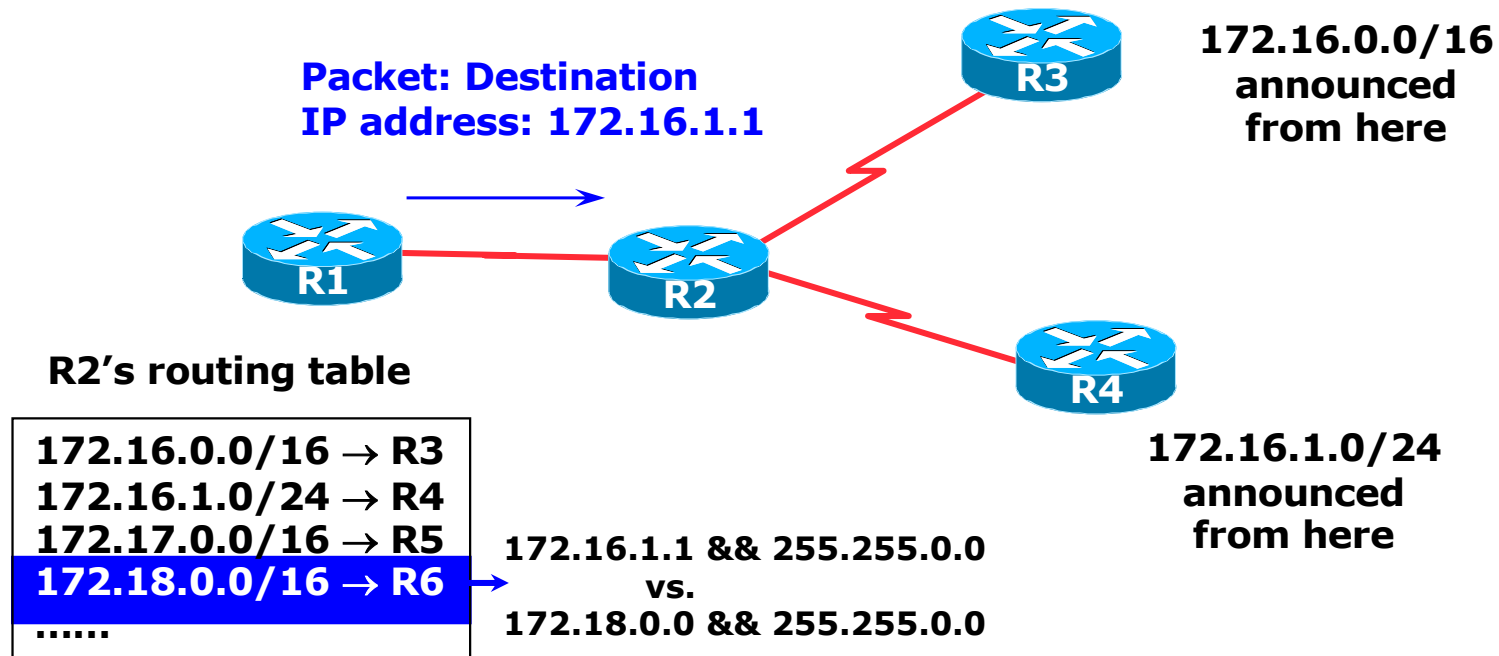 Packet: Destination
IP address: 172.16.1.1
R3
172.16.0.0/16
announced
from here
R1
R2
R4
172.16.1.0/24
announced
from here
R2’s routing table
172.16.0.0/16 → R3
172.16.1.0/24 → R4
172.17.0.0/16 → R5
172.18.0.0/16 → R6
……
172.16.1.1 && 255.255.0.0
vs.
172.18.0.0 && 255.255.0.0